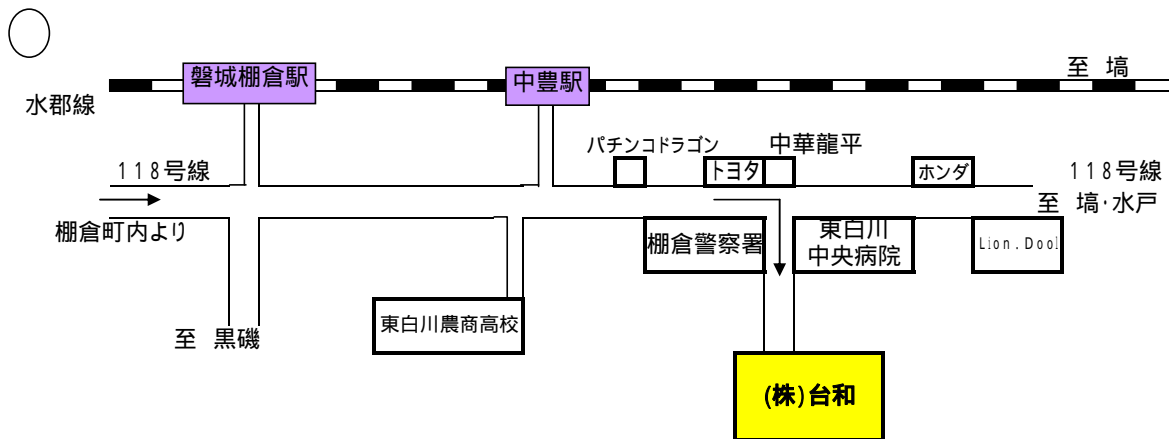 磐城棚倉駅
中豊駅
至 塙
水郡線
パチンコドラゴン
中華龍平
118号線
トヨタ
ホンダ
118号線
至 塙・水戸
棚倉町内より
棚倉警察署
東白川
中央病院
Lion.Dool
東白川農商高校
至 黒磯
(株)台和